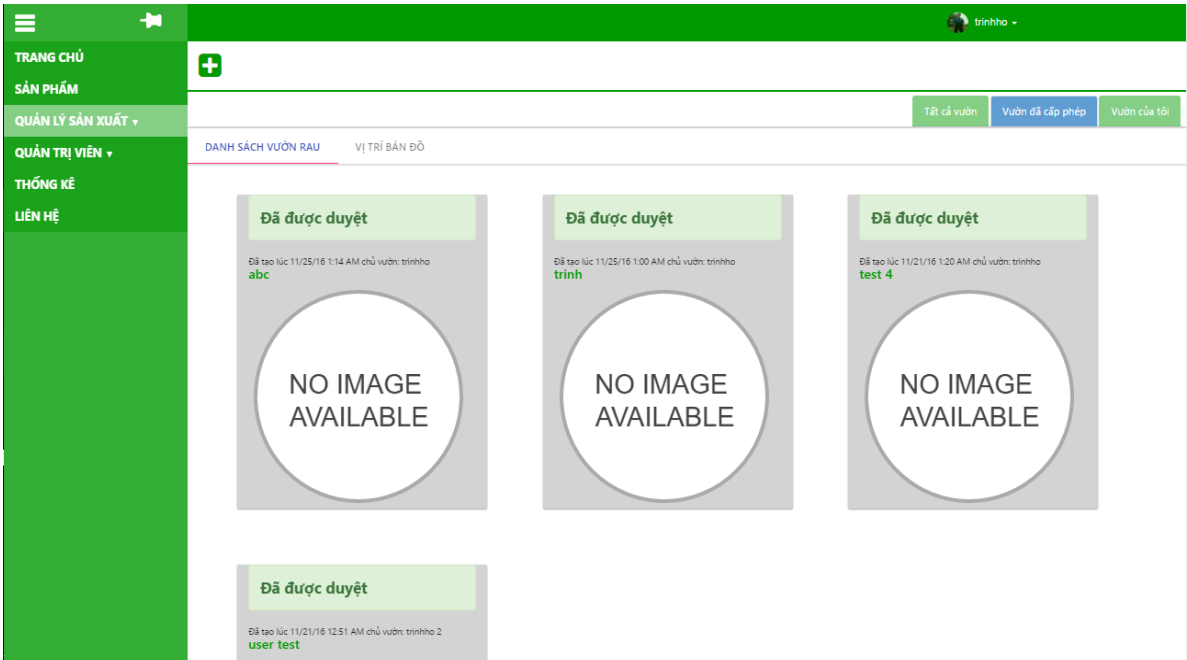 trinhho
TRANG CHỦ
SẢN PHẨM
QUẢN LÝ SẢN XUẤT
QUẢN TRỊ VIÊN
THỐNG KÊ
LIÊN HỆ
Tất cả vườn
Vườn đã cấp phép
Vườn của tôi
DANH SÁCH VƯỜN RAU
VỊ TRÍ BẢN ĐỒ
Đã được duyệt
Đã tạo lúc 11/25/16 1:14 AM chủ vườn: trinhho
abc
NO IMAGE
AVAILABLE
Đã được duyệt
Đã tạo lúc 11/25/16 1:00 AM chủ vườn: trinhho
trinh
NO IMAGE
AVAILABLE
Đã được duyệt
Đã tạo lúc 11/21/16 1:20 AM chủ vườn: trinhho
test 4
NO IMAGE
AVAILABLE
Đã được duyệt
Đã tạo lúc 11/21/16 12:51 AM chủ vườn: trinhho 2
user test